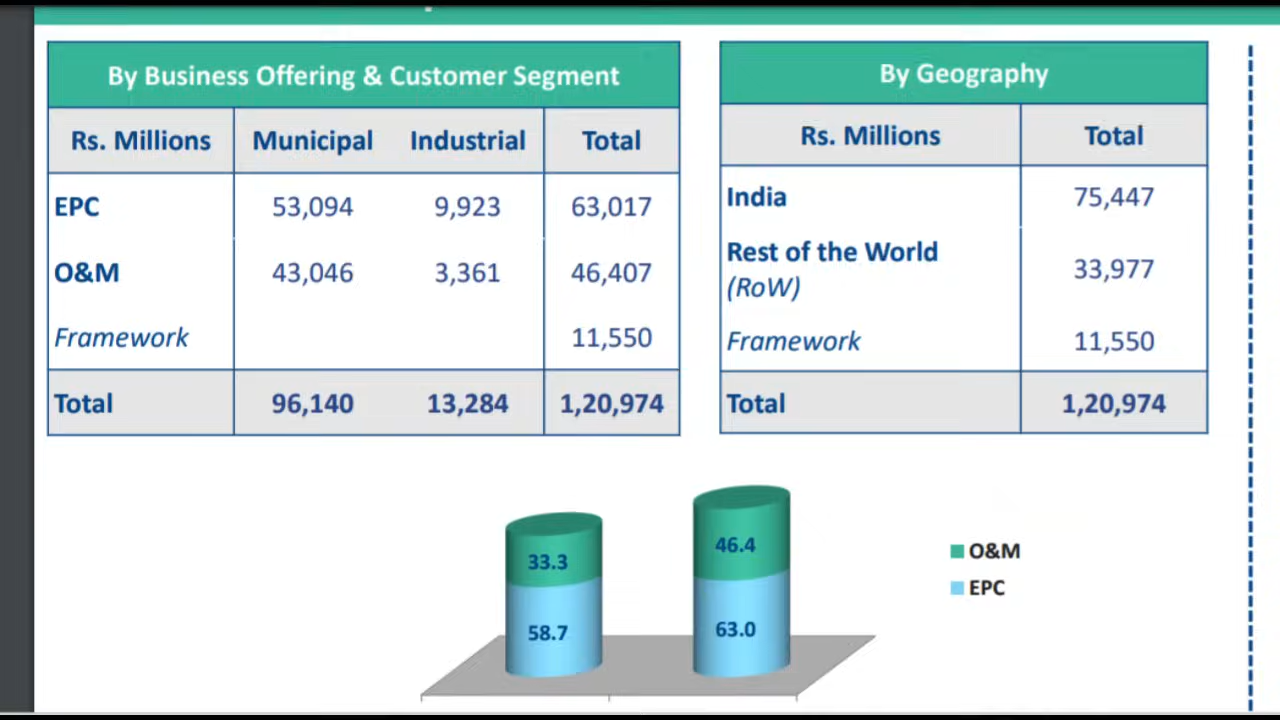 By Business Offering & Customer Segment
Rs. Millions Municipal Industrial Total
EPC 53,094 9,923 63,017
O&M 43,046 3,361 46,407
Framework 11,550
Total 96,140 13,284 1,20,974
By Geography
Rs. Millions Total
India 75,447
Rest of the World
(RoW) 33,977
Framework 11,550
Total 1,20,974
33.3
58.7
46.4
63.0
O&M
EPC